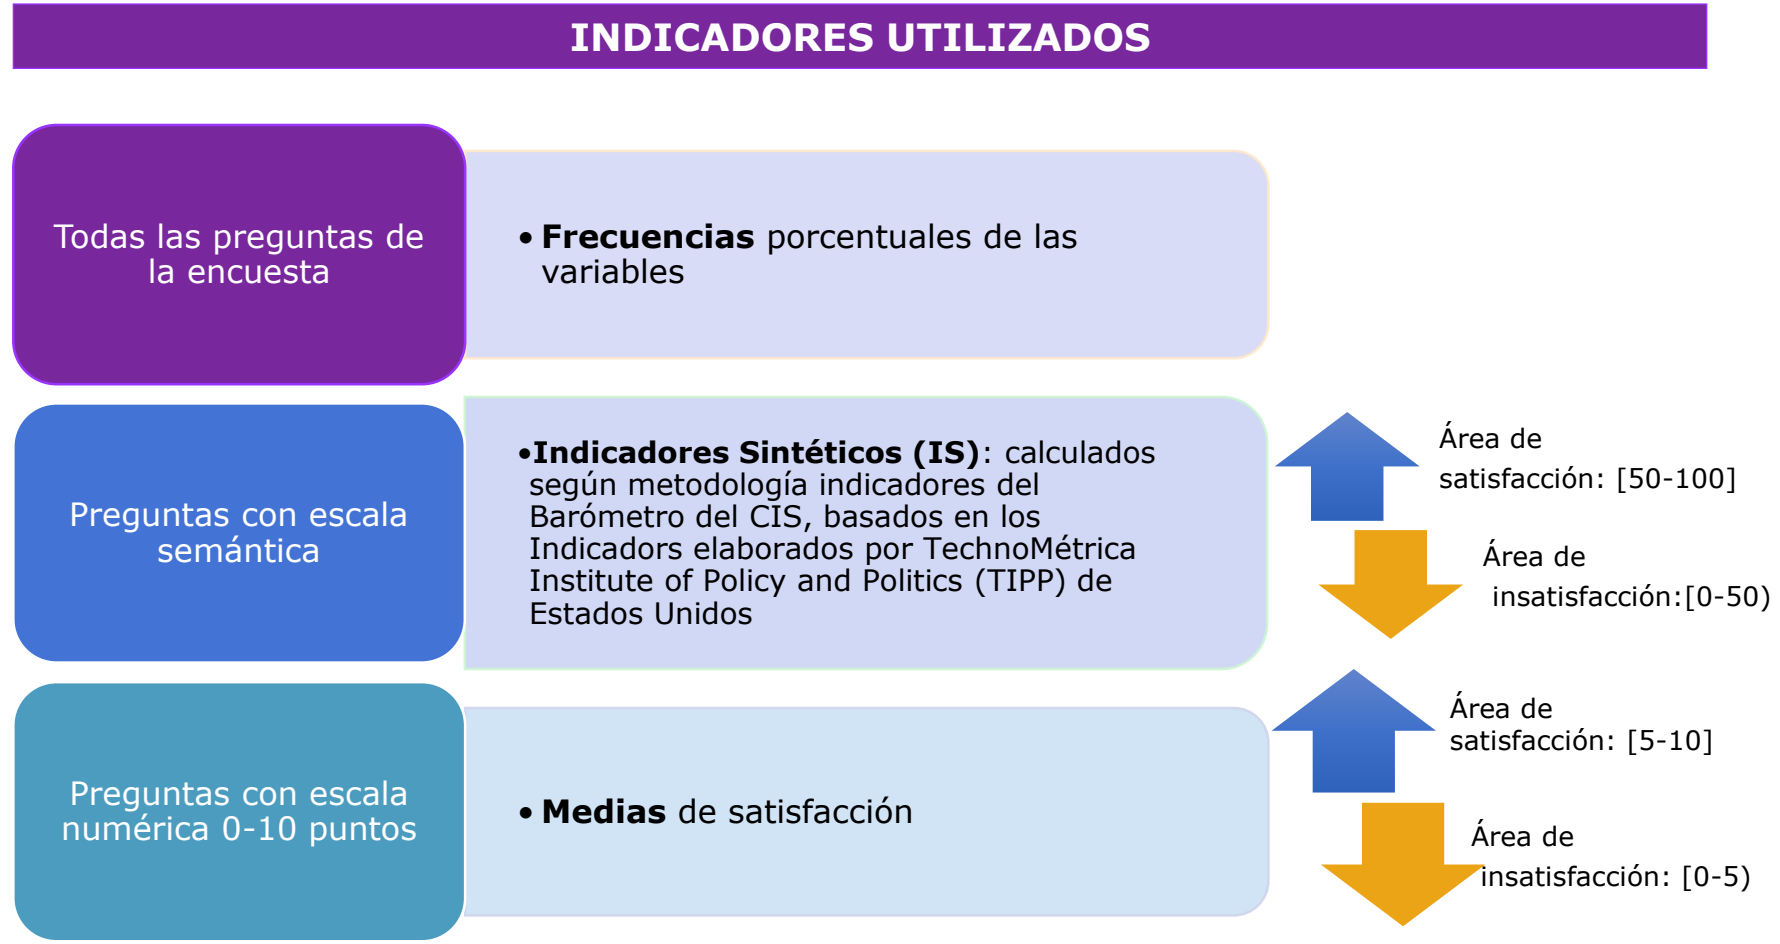 INDICADORES UTILIZADOS
Todas las preguntas de
la encuesta
• Frecuencias porcentuales de las
variables
Preguntas con escala
semántica
•Indicadores Sintéticos (IS): calculados
según metodología indicadores del
Barómetro del CIS, basados en los
Indicadors elaborados por TechnoMétrica
Institute of Policy and Politics (TIPP) de
Estados Unidos
Área de
satisfacción: [50-100]
Área de
insatisfacción:[0-50)
Preguntas con escala
numérica 0-10 puntos
• Medias de satisfacción
Área de
satisfacción: [5-10]
Área de
insatisfacción: [0-5)